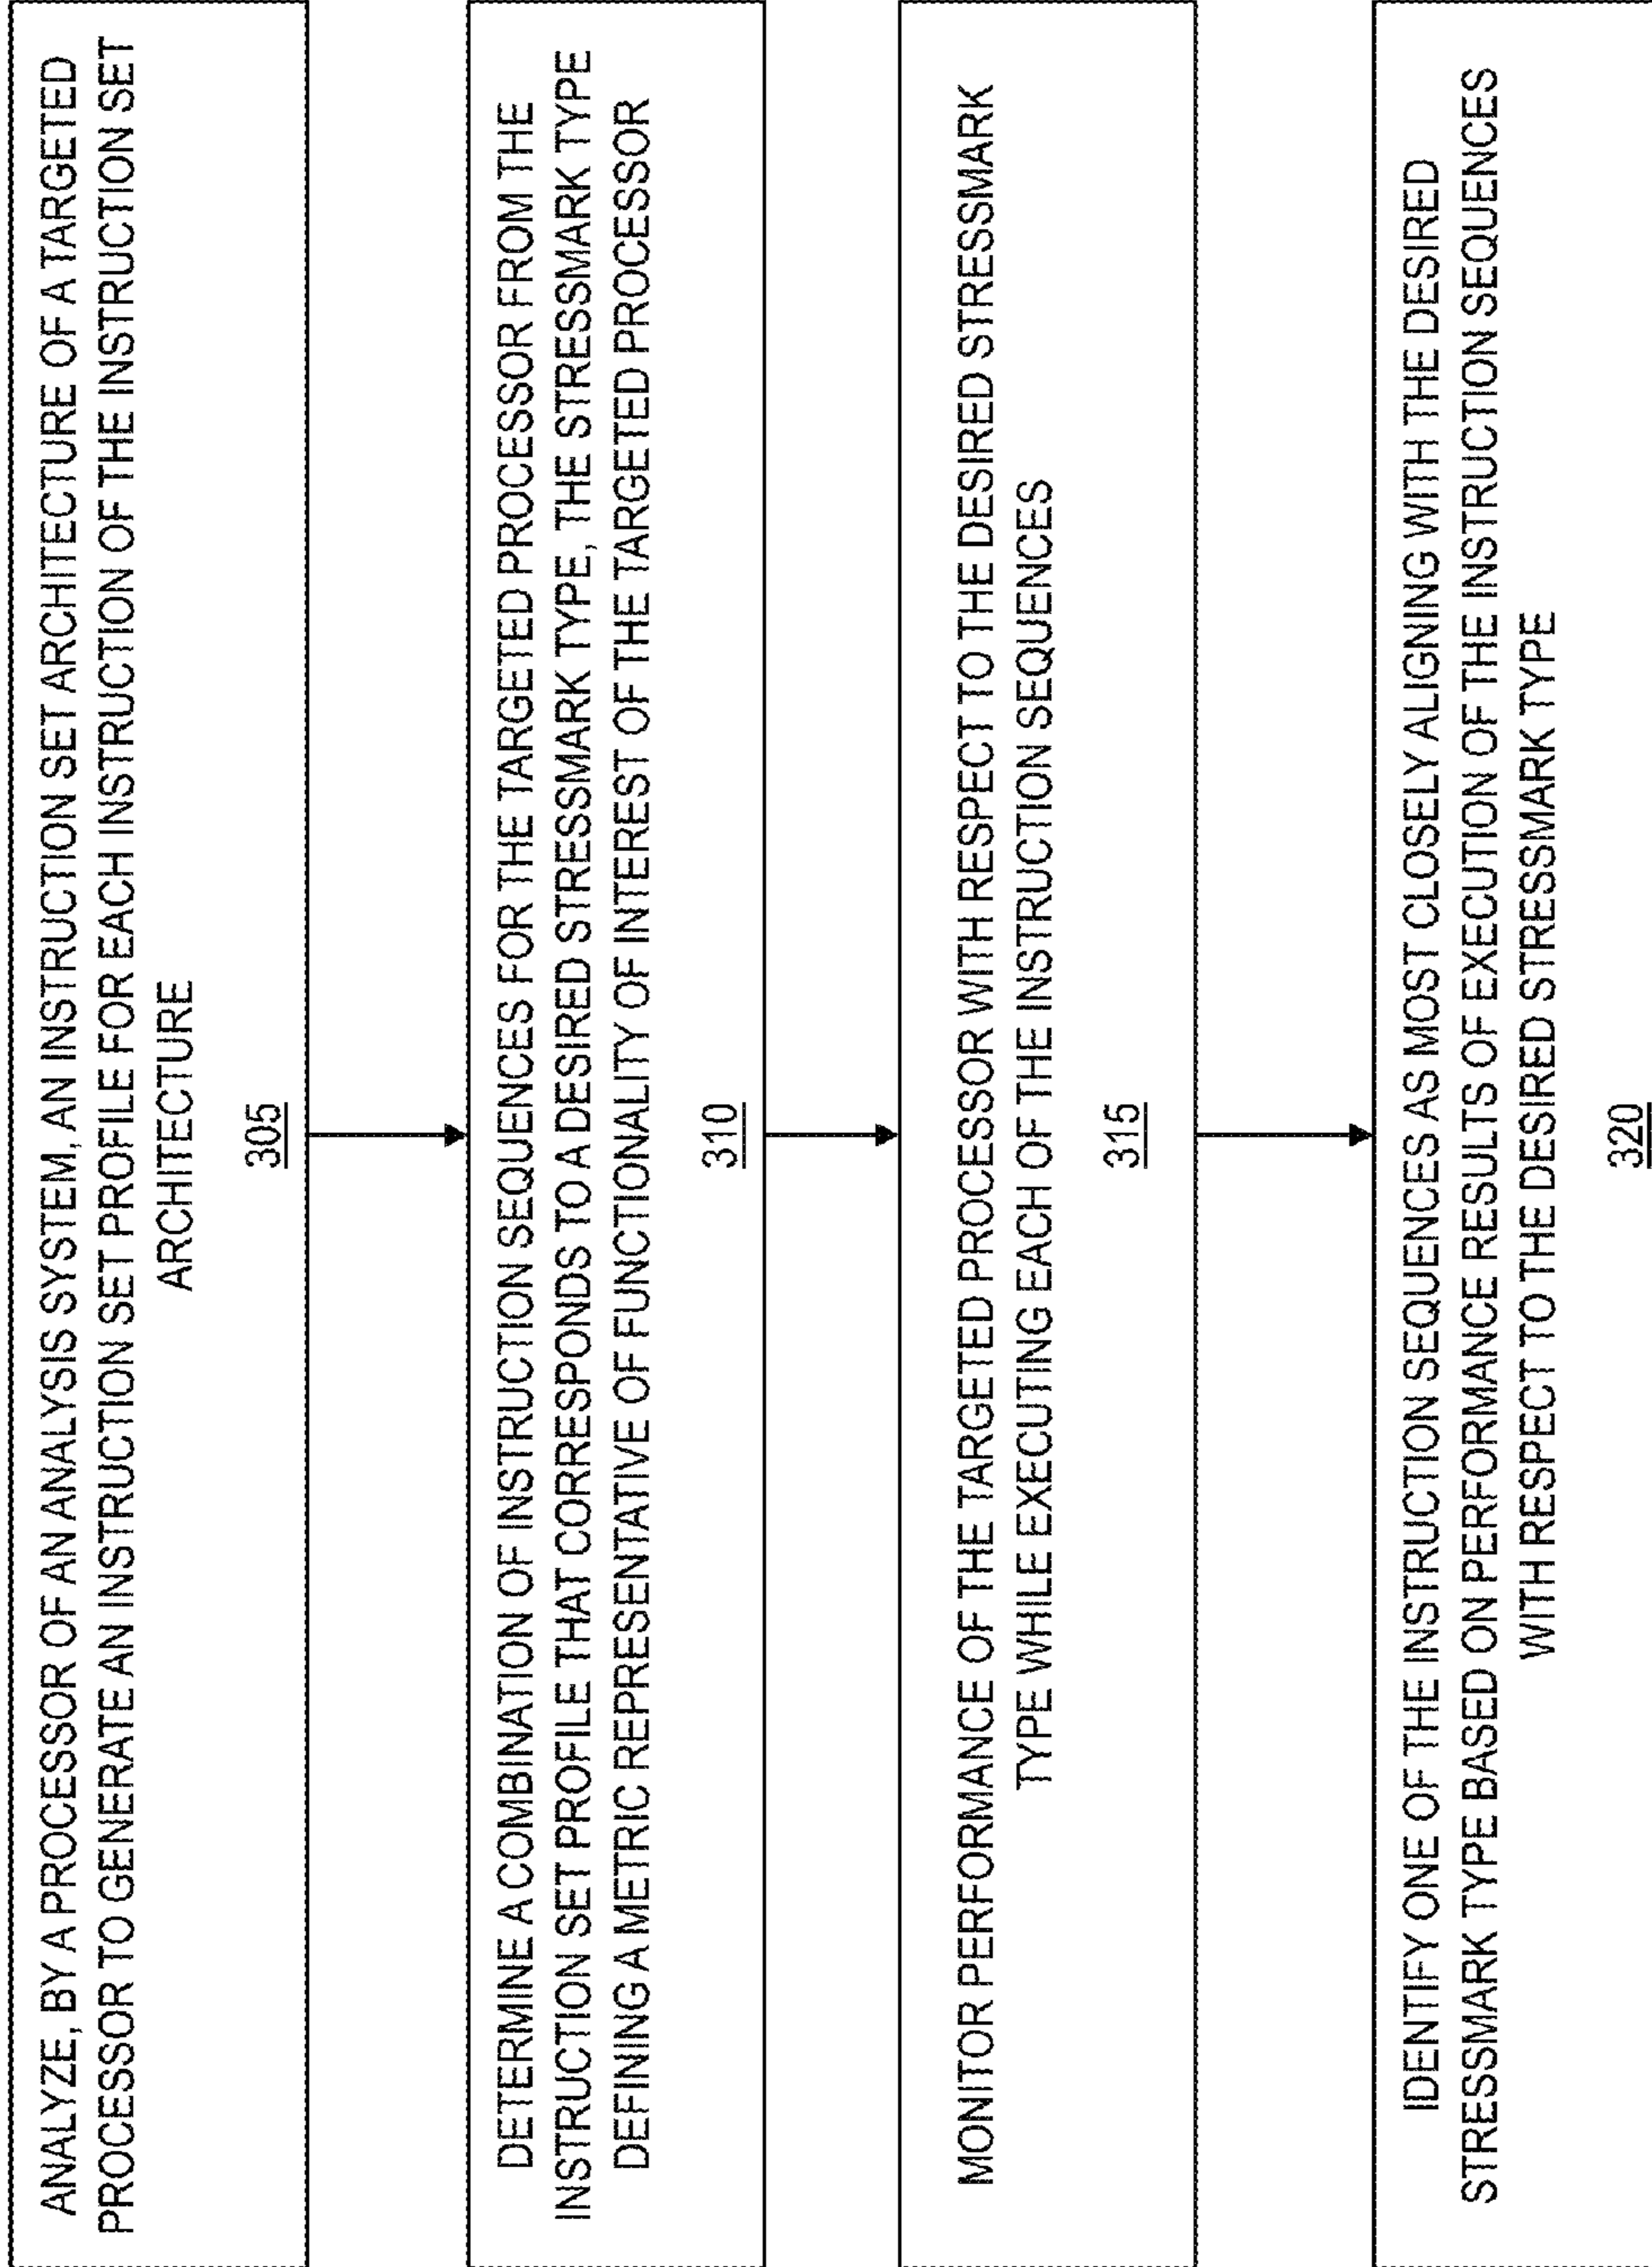 ANALYZE, BY A PROCESSOR OF AN ANALYSIS SYSTEM, AN INSTRUCTION SET ARCHITECTURE OF A TARGETED
PROCESSOR TO GENERATE AN INSTRUCTION SET PROFILE FOR EACH INSTRUCTION OF THE INSTRUCTION SET
ARCHITECTURE
305
DETERMINE A COMBINATION OF INSTRUCTION SEQUENCES FOR THE TARGETED PROCESSOR FROM THE
INSTRUCTION SET PROFILE THAT CORRESPONDS TO A DESIRED STRESSMARK TYPE, THE STRESSMARK TYPE
DEFINING A METRIC REPRESENTATIVE OF FUNCTIONALITY OF INTEREST OF THE TARGETED PROCESSOR
310
MONITOR PERFORMANCE OF THE TARGETED PROCESSOR WITH RESPECT TO THE DESIRED STRESSMARK
TYPE WHILE EXECUTING EACH OF THE INSTRUCTION SEQUENCES
315
IDENTIFY ONE OF THE INSTRUCTION SEQUENCES AS MOST CLOSELY ALIGNING WITH THE DESIRED
STRESSMARK TYPE BASED ON PERFORMANCE RESULTS OF EXECUTION OF THE INSTRUCTION SEQUENCES
WITH RESPECT TO THE DESIRED STRESSMARK TYPE
320